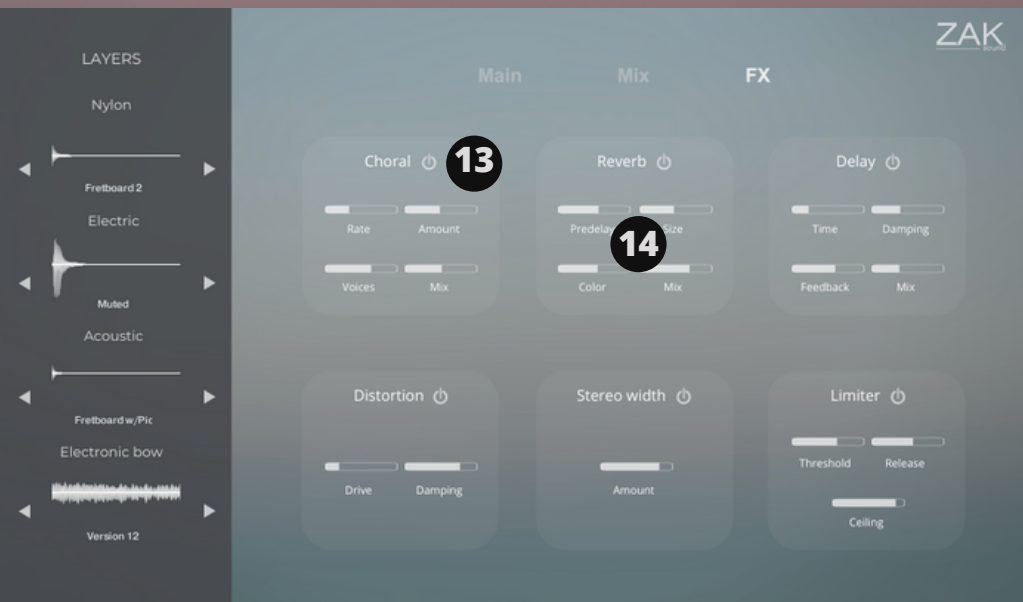 ZAK
sound
LAYERS
Nylon
Fretboard 2
Electric
Muted
Acoustic
Fretboard w/Pic
Electronic bow
Version 12
Main Mix FX
Choral 13
Rate Amount
Voices Mix
Reverb
Predelay Size
14
Color Mix
Delay
Time Damping
Feedback Mix
Distortion
Drive Damping
Stereo width
Amount
Limiter
Threshold Release
Ceiling